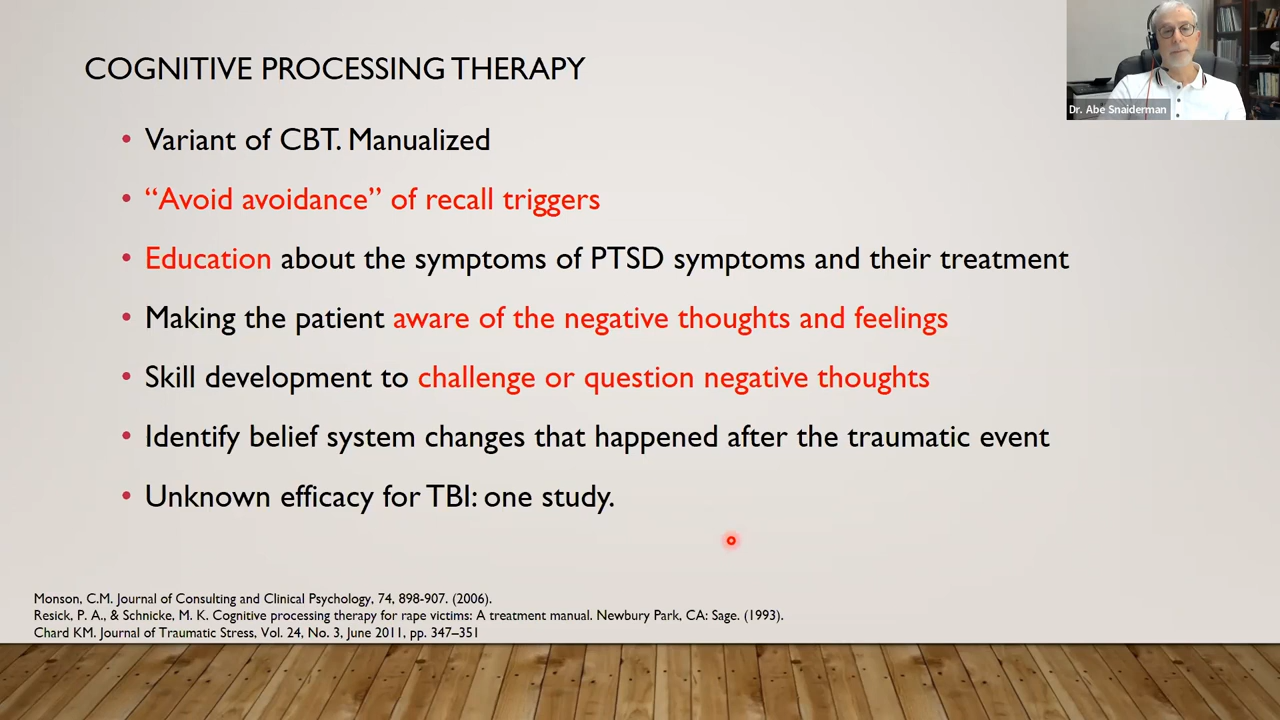 COGNITIVE PROCESSING THERAPY
Dr. Abe Snaiderman
• Variant of CBT. Manualized
• “Avoid avoidance” of recall triggers
• Education about the symptoms of PTSD symptoms and their treatment
• Making the patient aware of the negative thoughts and feelings
• Skill development to challenge or question negative thoughts
• Identify belief system changes that happened after the traumatic event
• Unknown efficacy for TBI: one study.
Monson, C.M. Journal of Consulting and Clinical Psychology, 74, 898-907. (2006).
Resick, P. A., & Schnicke, M. K. Cognitive processing therapy for rape victims: A treatment manual. Newbury Park, CA: Sage. (1993).
Chard KM. Journal of Traumatic Stress, Vol. 24, No. 3, June 2011, pp. 347–351